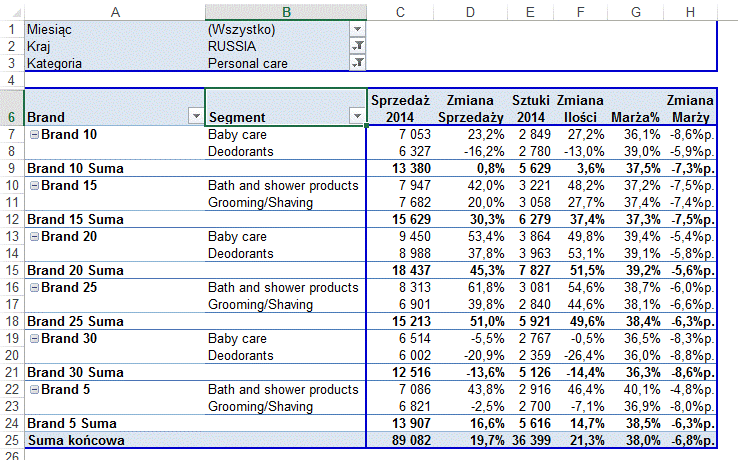 A B C D E F G H
1 Miesiąc (Wszystko)
2 Kraj RUSSIA
3 Kategoria Personal care
4
Sprzedaż Zmiana Sztuki Zmiana Zmiana
6 Brand Segment 2014 Sprzedaży 2014 Ilości Marża% Marży
7 Brand 10 Baby care 7 053 23,2% 2 849 27,2% 36,1% -8,6%p.
8 Deodorants 6 327 -16,2% 2 780 -13,0% 39,0% -5,9%p.
9 Brand 10 Suma 13 380 0,8% 5 629 3,6% 37,5% -7,3%p.
10 Brand 15 Bath and shower products 7 947 42,0% 3 221 48,2% 37,2% -7,5%p.
11 Grooming/Shaving 7 682 20,0% 3 058 27,7% 37,4% -7,4%p.
12 Brand 15 Suma 15 629 30,3% 6 279 37,4% 37,3% -7,5%p.
13 Brand 20 Baby care 9 450 53,4% 3 864 49,8% 39,4% -5,4%p.
14 Deodorants 8 988 37,8% 3 963 53,1% 39,1% -5,8%p.
15 Brand 20 Suma 18 437 45,3% 7 827 51,5% 39,2% -5,6%p.
16 Brand 25 Bath and shower products 8 313 61,8% 3 081 54,6% 38,7% -6,0%p.
17 Grooming/Shaving 6 901 39,8% 2 840 44,6% 38,1% -6,6%p.
18 Brand 25 Suma 15 213 51,0% 5 921 49,6% 38,4% -6,3%p.
19 Brand 30 Baby care 6 514 -5,5% 2 767 -0,5% 36,5% -8,3%p.
20 Deodorants 6 002 -20,9% 2 359 -26,4% 36,0% -8,8%p.
21 Brand 30 Suma 12 516 -13,6% 5 126 -14,4% 36,3% -8,6%p.
22 Brand 5 Bath and shower products 7 086 43,8% 2 916 46,4% 40,1% -4,8%p.
23 Grooming/Shaving 6 821 -2,5% 2 700 -7,1% 36,9% -8,0%p.
24 Brand 5 Suma 13 907 16,6% 5 616 14,7% 38,5% -6,3%p.
25 Suma końcowa 89 082 19,7% 36 399 21,3% 38,0% -6,8%p.
26